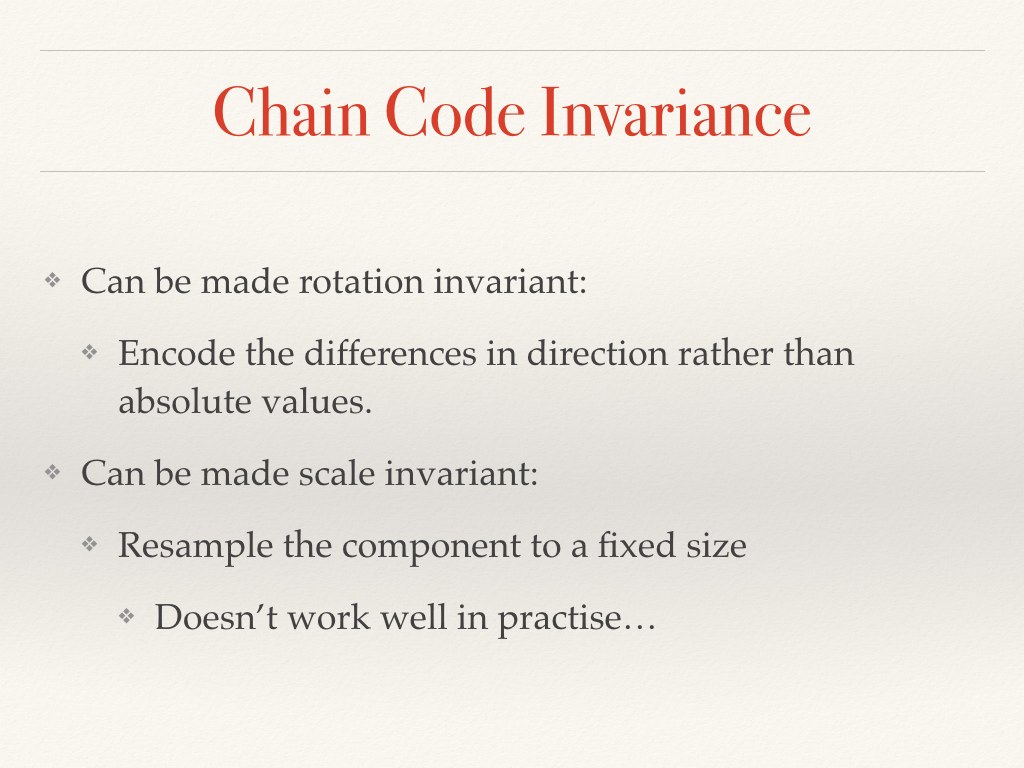 Chain Code Invariance
❖ Can be made rotation invariant:
❖ Encode the differences in direction rather than
absolute values.
❖ Can be made scale invariant:
❖ Resample the component to a fixed size
❖ Doesn’t work well in practise…